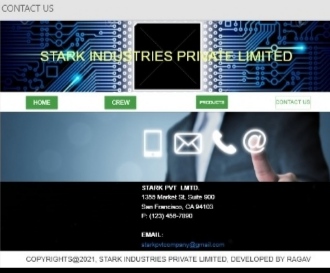 CONTACT US
STARK INDUSTRIES PRIVATE LIMITED
HOME CREW PRODUCTS CONTACT US
@
STARK PVT LMTD.
1355 Market St, Suite 900
San Francisco, CA 94103
P: (123) 456-7890
EMAIL:
starkpvtcompany@gmail.com
COPYRIGHTS@2021, STARK INDUSTRIES PRIVATE LIMITED, DEVELOPED BY RAGAV